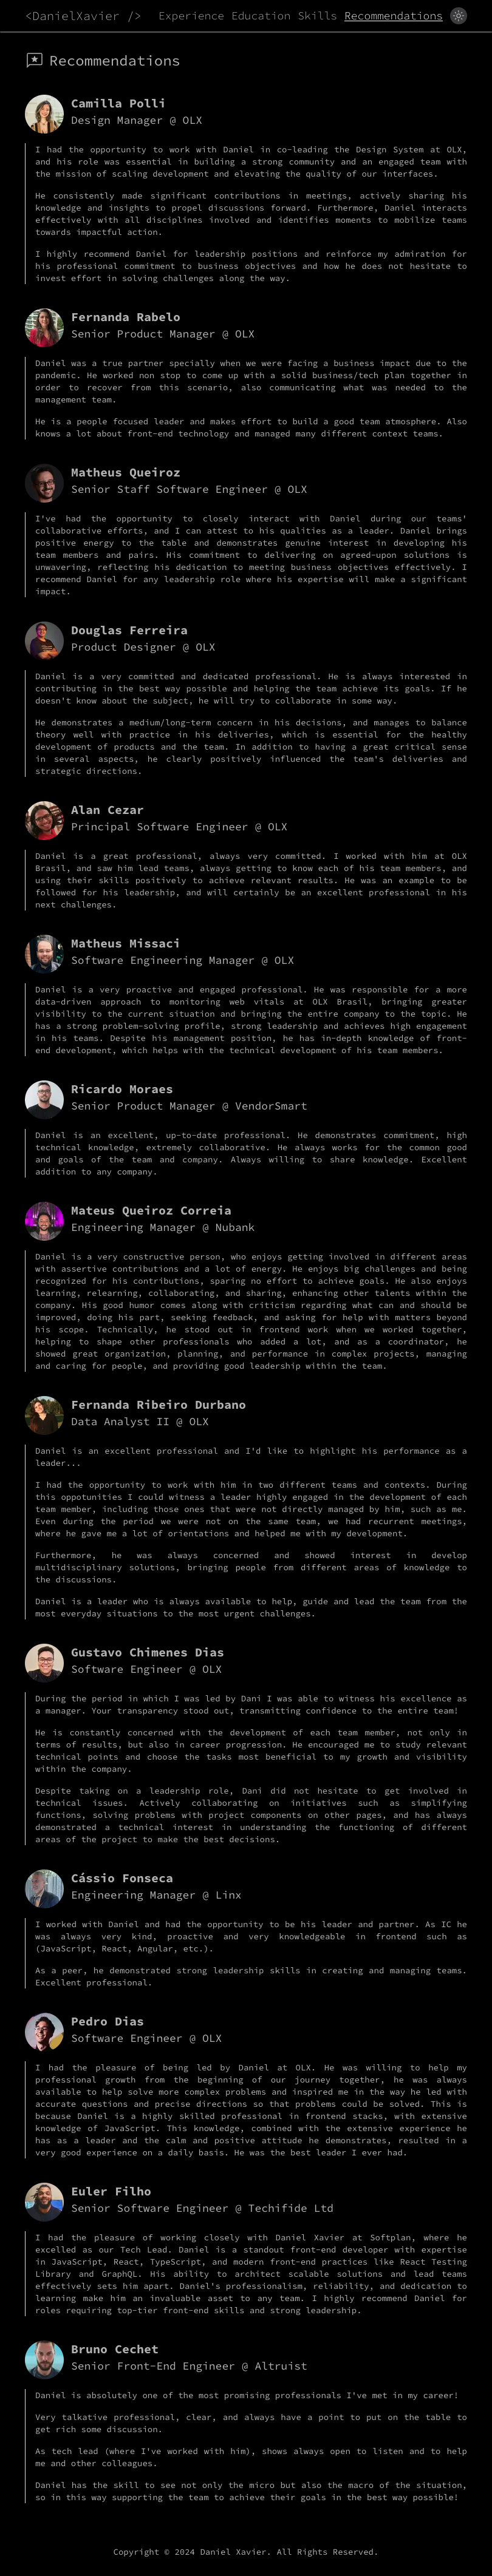 <DanielXavier />
Experience Education Skills Recommendations
Recommendations
Camilla Polli
Design Manager @ OLX
I had the opportunity to work with Daniel in co-leading the Design System at OLX,
and his role was essential in building a strong community and an engaged team with
the mission of scaling development and elevating the quality of our interfaces.
He consistently made significant contributions in meetings, actively sharing his
knowledge and insights to propel discussions forward. Furthermore, Daniel interacts
effectively with all disciplines involved and identifies moments to mobilize teams
towards impactful action.
I highly recommend Daniel for leadership positions and reinforce my admiration for
his professional commitment to business objectives and how he does not hesitate to
invest effort in solving challenges along the way.
Fernanda Rabelo
Senior Product Manager @ OLX
Daniel was a true partner specially when we were facing a business impact due to the
pandemic. He worked non stop to come up with a solid business/tech plan together in
order to recover from this scenario, also communicating what was needed to the
management team.
He is a people focused leader and makes effort to build a good team atmosphere. Also
knows a lot about front-end technology and managed many different context teams.
Matheus Queiroz
Senior Staff Software Engineer @ OLX
I've had the opportunity to closely interact with Daniel during our teams'
collaborative efforts, and I can attest to his qualities as a leader. Daniel brings
positive energy to the table and demonstrates genuine interest in developing his
team members and pairs. His commitment to delivering on agreed-upon solutions is
unwavering, reflecting his dedication to meeting business objectives effectively. I
recommend Daniel for any leadership role where his expertise will make a significant
impact.
Douglas Ferreira
Product Designer @ OLX
Daniel is a very committed and dedicated professional. He is always interested in
contributing in the best way possible and helping the team achieve its goals. If he
doesn't know about the subject, he will try to collaborate in some way.
He demonstrates a medium/long-term concern in his decisions, and manages to balance
theory well with practice in his deliveries, which is essential for the healthy
development of products and the team. In addition to having a great critical sense
in several aspects, he clearly positively influenced the team's deliveries and
strategic directions.
Alan Cezar
Principal Software Engineer @ OLX
Daniel is a great professional, always very committed. I worked with him at OLX
Brasil, and saw him lead teams, always getting to know each of his team members, and
using their skills positively to achieve relevant results. He was an example to be
followed for his leadership, and will certainly be an excellent professional in his
next challenges.
Matheus Missaci
Software Engineering Manager @ OLX
Daniel is a very proactive and engaged professional. He was responsible for a more
data-driven approach to monitoring web vitals at OLX Brasil, bringing greater
visibility to the current situation and bringing the entire company to the topic. He
has a strong problem-solving profile, strong leadership and achieves high engagement
in his teams. Despite his management position, he has in-depth knowledge of front-
end development, which helps with the technical development of his team members.
Ricardo Moraes
Senior Product Manager @ VendorSmart
Daniel is an excellent, up-to-date professional. He demonstrates commitment, high
technical knowledge, extremely collaborative. He always works for the common good
and goals of the team and company. Always willing to share knowledge. Excellent
addition to any company.
Mateus Queiroz Correia
Engineering Manager @ Nubank
Daniel is a very constructive person, who enjoys getting involved in different areas
with assertive contributions and a lot of energy. He enjoys big challenges and being
recognized for his contributions, sparing no effort to achieve goals. He also enjoys
learning, relearning, collaborating, and sharing, enhancing other talents within the
company. His good humor comes along with criticism regarding what can and should be
improved, doing his part, seeking feedback, and asking for help with matters beyond
his scope. Technically, he stood out in frontend work when we worked together,
helping to shape other professionals who added a lot, and as a coordinator, he
showed great organization, planning, and performance in complex projects, managing
and caring for people, and providing good leadership within the team.
Fernanda Ribeiro Durbano
Data Analyst II @ OLX
Daniel is an excellent professional and I'd like to highlight his performance as a
leader...
I had the opportunity to work with him in two different teams and contexts. During
this oppotunities I could witness a leader highly engaged in the development of each
team member, including those ones that were not directly managed by him, such as me.
Even during the period we were not on the same team, we had recurrent meetings,
where he gave me a lot of orientations and helped me with my development.
Furthermore, he was always concerned and showed interest in develop
multidisciplinary solutions, bringing people from different areas of knowledge to
the discussions.
Daniel is a leader who is always available to help, guide and lead the team from the
most everyday situations to the most urgent challenges.
Gustavo Chimenes Dias
Software Engineer @ OLX
During the period in which I was led by Dani I was able to witness his excellence as
a manager. Your transparency stood out, transmitting confidence to the entire team!
He is constantly concerned with the development of each team member, not only in
terms of results, but also in career progression. He encouraged me to study relevant
technical points and choose the tasks most beneficial to my growth and visibility
within the company.
Despite taking on a leadership role, Dani did not hesitate to get involved in
technical issues. Actively collaborating on initiatives such as simplifying
functions, solving problems with project components on other pages, and has always
demonstrated a technical interest in understanding the functioning of different
areas of the project to make the best decisions.
Cássio Fonseca
Engineering Manager @ Linx
I worked with Daniel and had the opportunity to be his leader and partner. As IC he
was always very kind, proactive and very knowledgeable in frontend such as
(JavaScript, React, Angular, etc.).
As a peer, he demonstrated strong leadership skills in creating and managing teams.
Excellent professional.
Pedro Dias
Software Engineer @ OLX
I had the pleasure of being led by Daniel at OLX. He was willing to help my
professional growth from the beginning of our journey together, he was always
available to help solve more complex problems and inspired me in the way he led with
accurate questions and precise directions so that problems could be solved. This is
because Daniel is a highly skilled professional in frontend stacks, with extensive
knowledge of JavaScript. This knowledge, combined with the extensive experience he
has as a leader and the calm and positive attitude he demonstrates, resulted in a
very good experience on a daily basis. He was the best leader I ever had.
Euler Filho
Senior Software Engineer @ Techifide Ltd
I had the pleasure of working closely with Daniel Xavier at Softplan, where he
excelled as our Tech Lead. Daniel is a standout front-end developer with expertise
in JavaScript, React, TypeScript, and modern front-end practices like React Testing
Library and GraphQL. His ability to architect scalable solutions and lead teams
effectively sets him apart. Daniel's professionalism, reliability, and dedication to
learning make him an invaluable asset to any team. I highly recommend Daniel for
roles requiring top-tier front-end skills and strong leadership.
Bruno Cechet
Senior Front-End Engineer @ Altruist
Daniel is absolutely one of the most promising professionals I've met in my career!
Very talkative professional, clear, and always have a point to put on the table to
get rich some discussion.
As tech lead (where I've worked with him), shows always open to listen and to help
me and other colleagues.
Daniel has the skill to see not only the micro but also the macro of the situation,
so in this way supporting the team to achieve their goals in the best way possible!
Copyright © 2024 Daniel Xavier. All Rights Reserved.